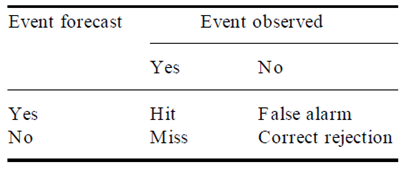 Event forecast Event observed
Yes No
Yes Hit False alarm
No Miss Correct rejection